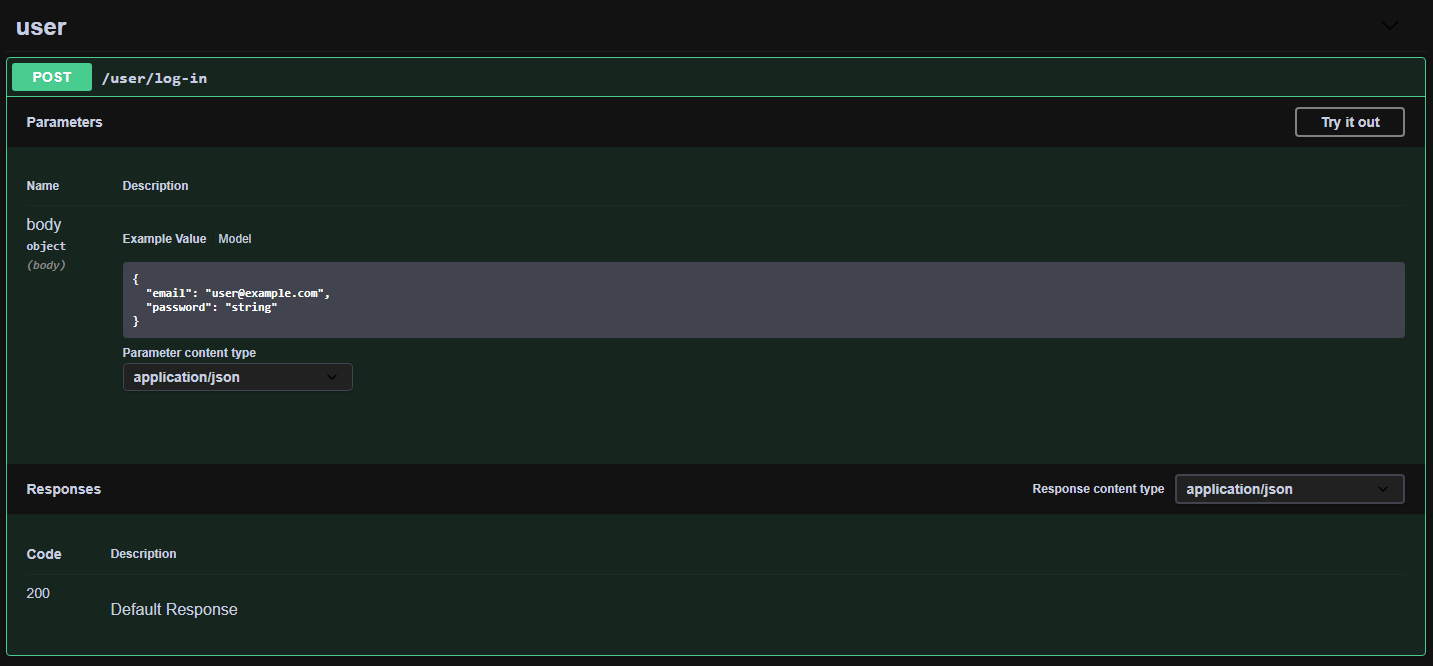 user
POST /user/log-in
Parameters Try it out
Name Description
body
object
(body)
Example Value Model
{
  "email": "user@example.com",
  "password": "string"
}
Parameter content type
application/json
Responses Response content type application/json
Code Description
200
Default Response